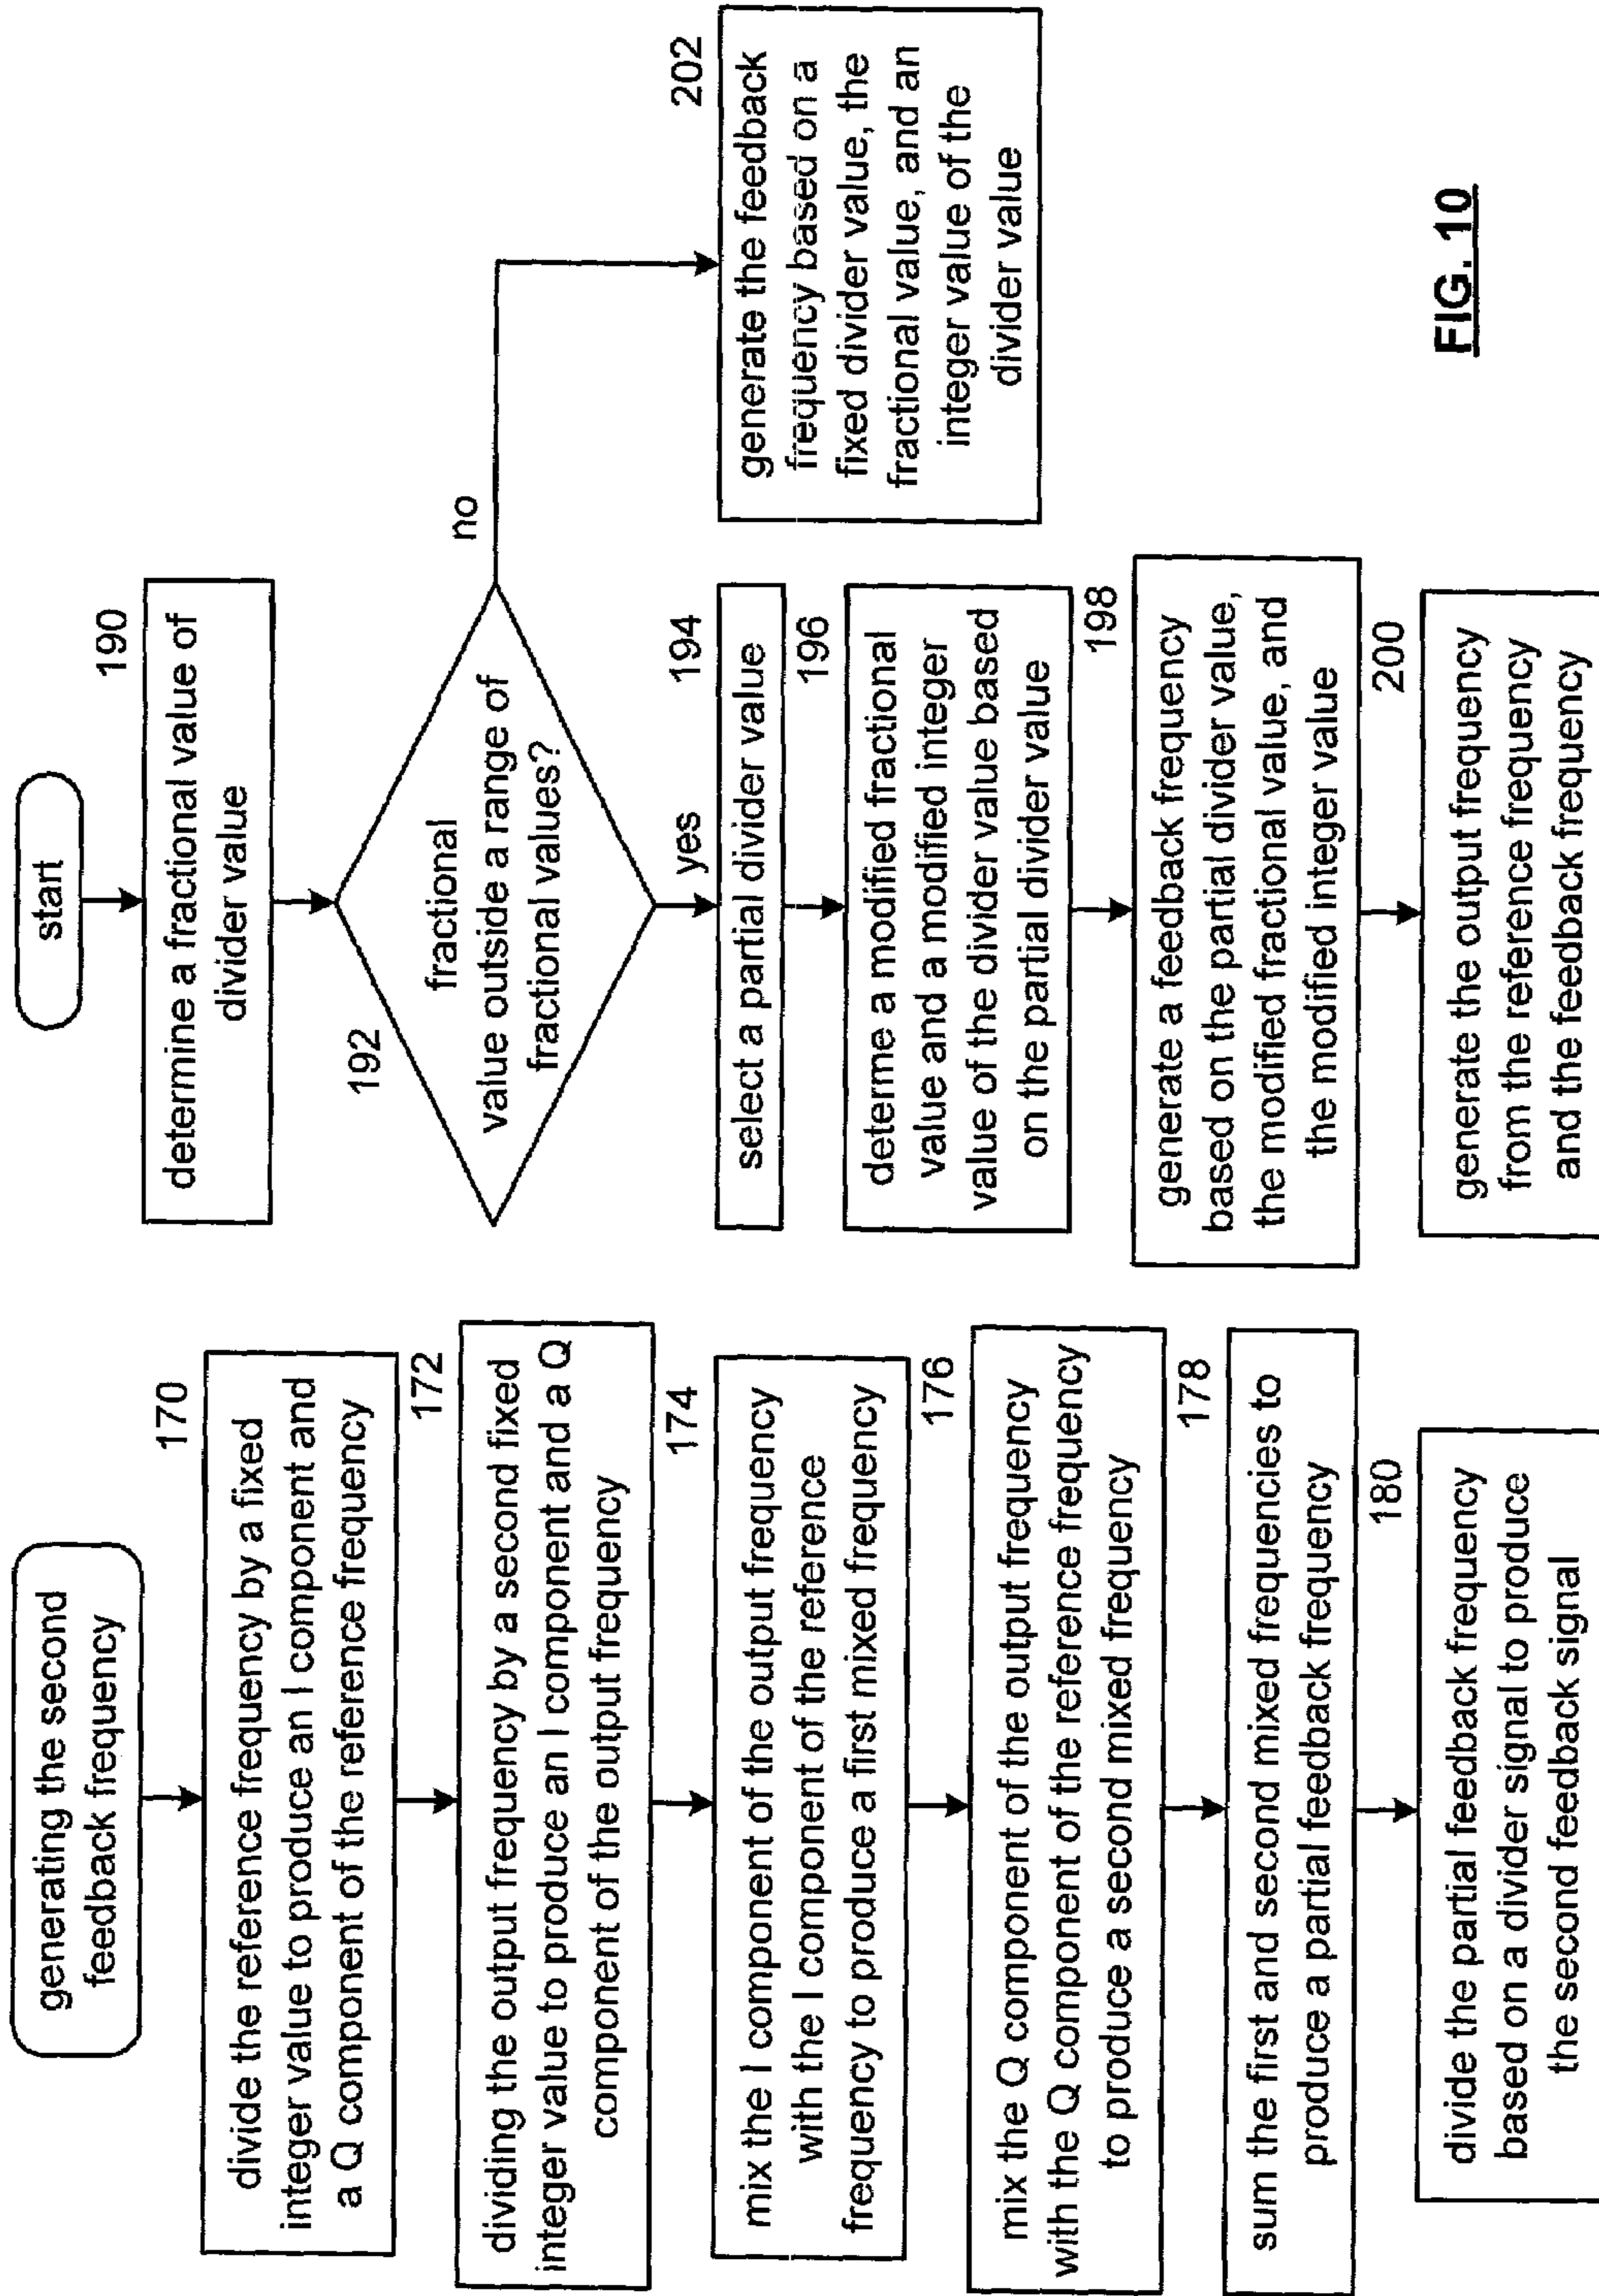 generating the second
feedback frequency
170
divide the reference frequency by a fixed
integer value to produce an I component and
a Q component of the reference frequency
172
dividing the output frequency by a second fixed
integer value to produce an I component and a Q
component of the output frequency
174
mix the I component of the output frequency
with the I component of the reference
frequency to produce a first mixed frequency
176
mix the Q component of the output frequency
with the Q component of the reference frequency
to produce a second mixed frequency
178
sum the first and second mixed frequencies to
produce a partial feedback frequency
180
divide the partial feedback frequency
based on a divider signal to produce
the second feedback signal
start
190
determine a fractional value of
divider value
192
fractional
value outside a range of
fractional values?
no
yes
194
select a partial divider value
196
determe a modified fractional
value and a modified integer
value of the divider value based
on the partial divider value
198
generate a feedback frequency
based on the partial divider value,
the modified fractional value, and
the modified integer value
200
generate the output frequency
from the reference frequency
and the feedback frequency
202
generate the feedback
frequency based on a
fixed divider value, the
fractional value, and an
integer value of the
divider value
FIG. 10